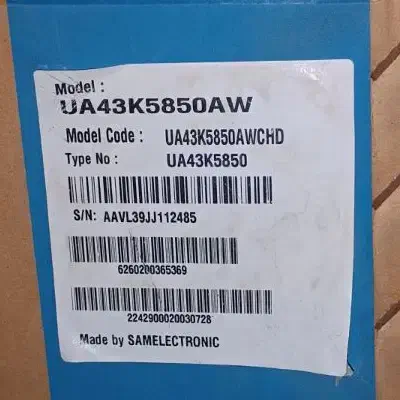 Model :
UA43K5850AW
Model Code : UA43K5850AWCHD
Type No : UA43K5850
S/N: AAVL39JJ112485
6260200365369
2242900020030728
Made by SAMELECTRONIC